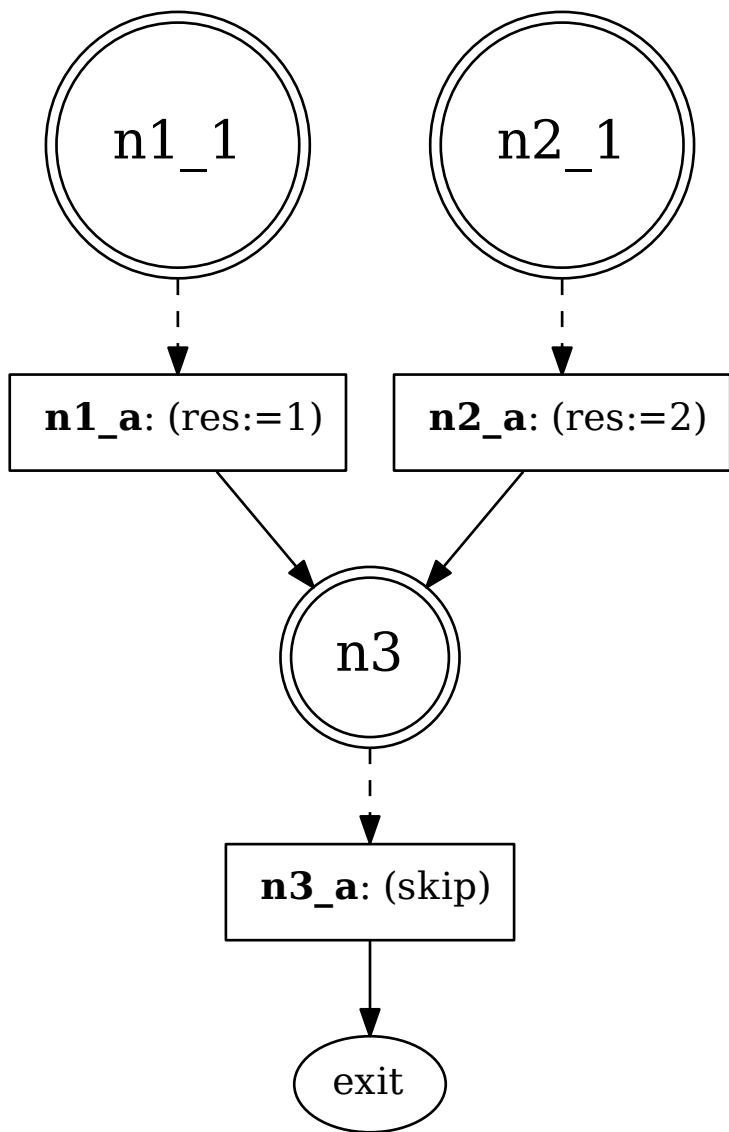 n1_1
n2_1
n1_a: (res:=1)
n2_a: (res:=2)
n3
n3_a: (skip)
exit